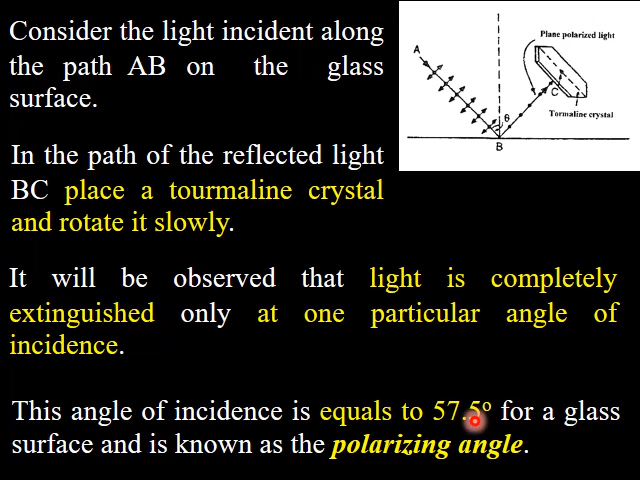 Consider the light incident along
the path AB on the glass
surface.
In the path of the reflected light
BC place a tourmaline crystal
and rotate it slowly.
It will be observed that light is completely
extinguished only at one particular angle of
incidence.
This angle of incidence is equals to 57.5º for a glass
surface and is known as the polarizing angle.
Plane polarized light
A
C
θ
Tormaline crystal
B